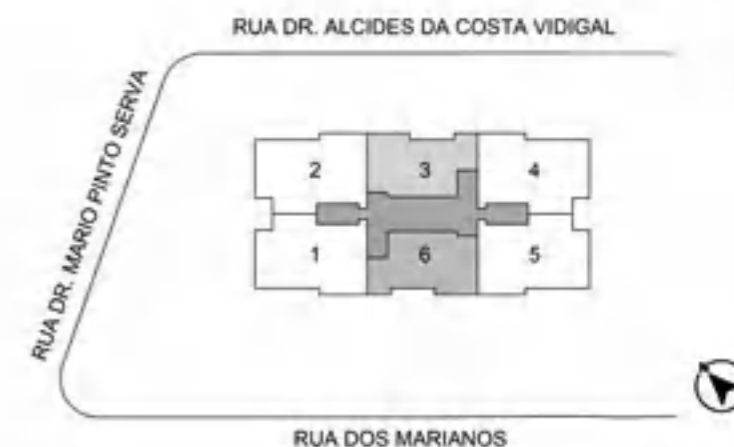 RUA DR. ALCIDES DA COSTA VIDIGAL
RUA DR. MARIO PINTO SERVA
2 3 4
1 6 5
RUA DOS MARIANOS